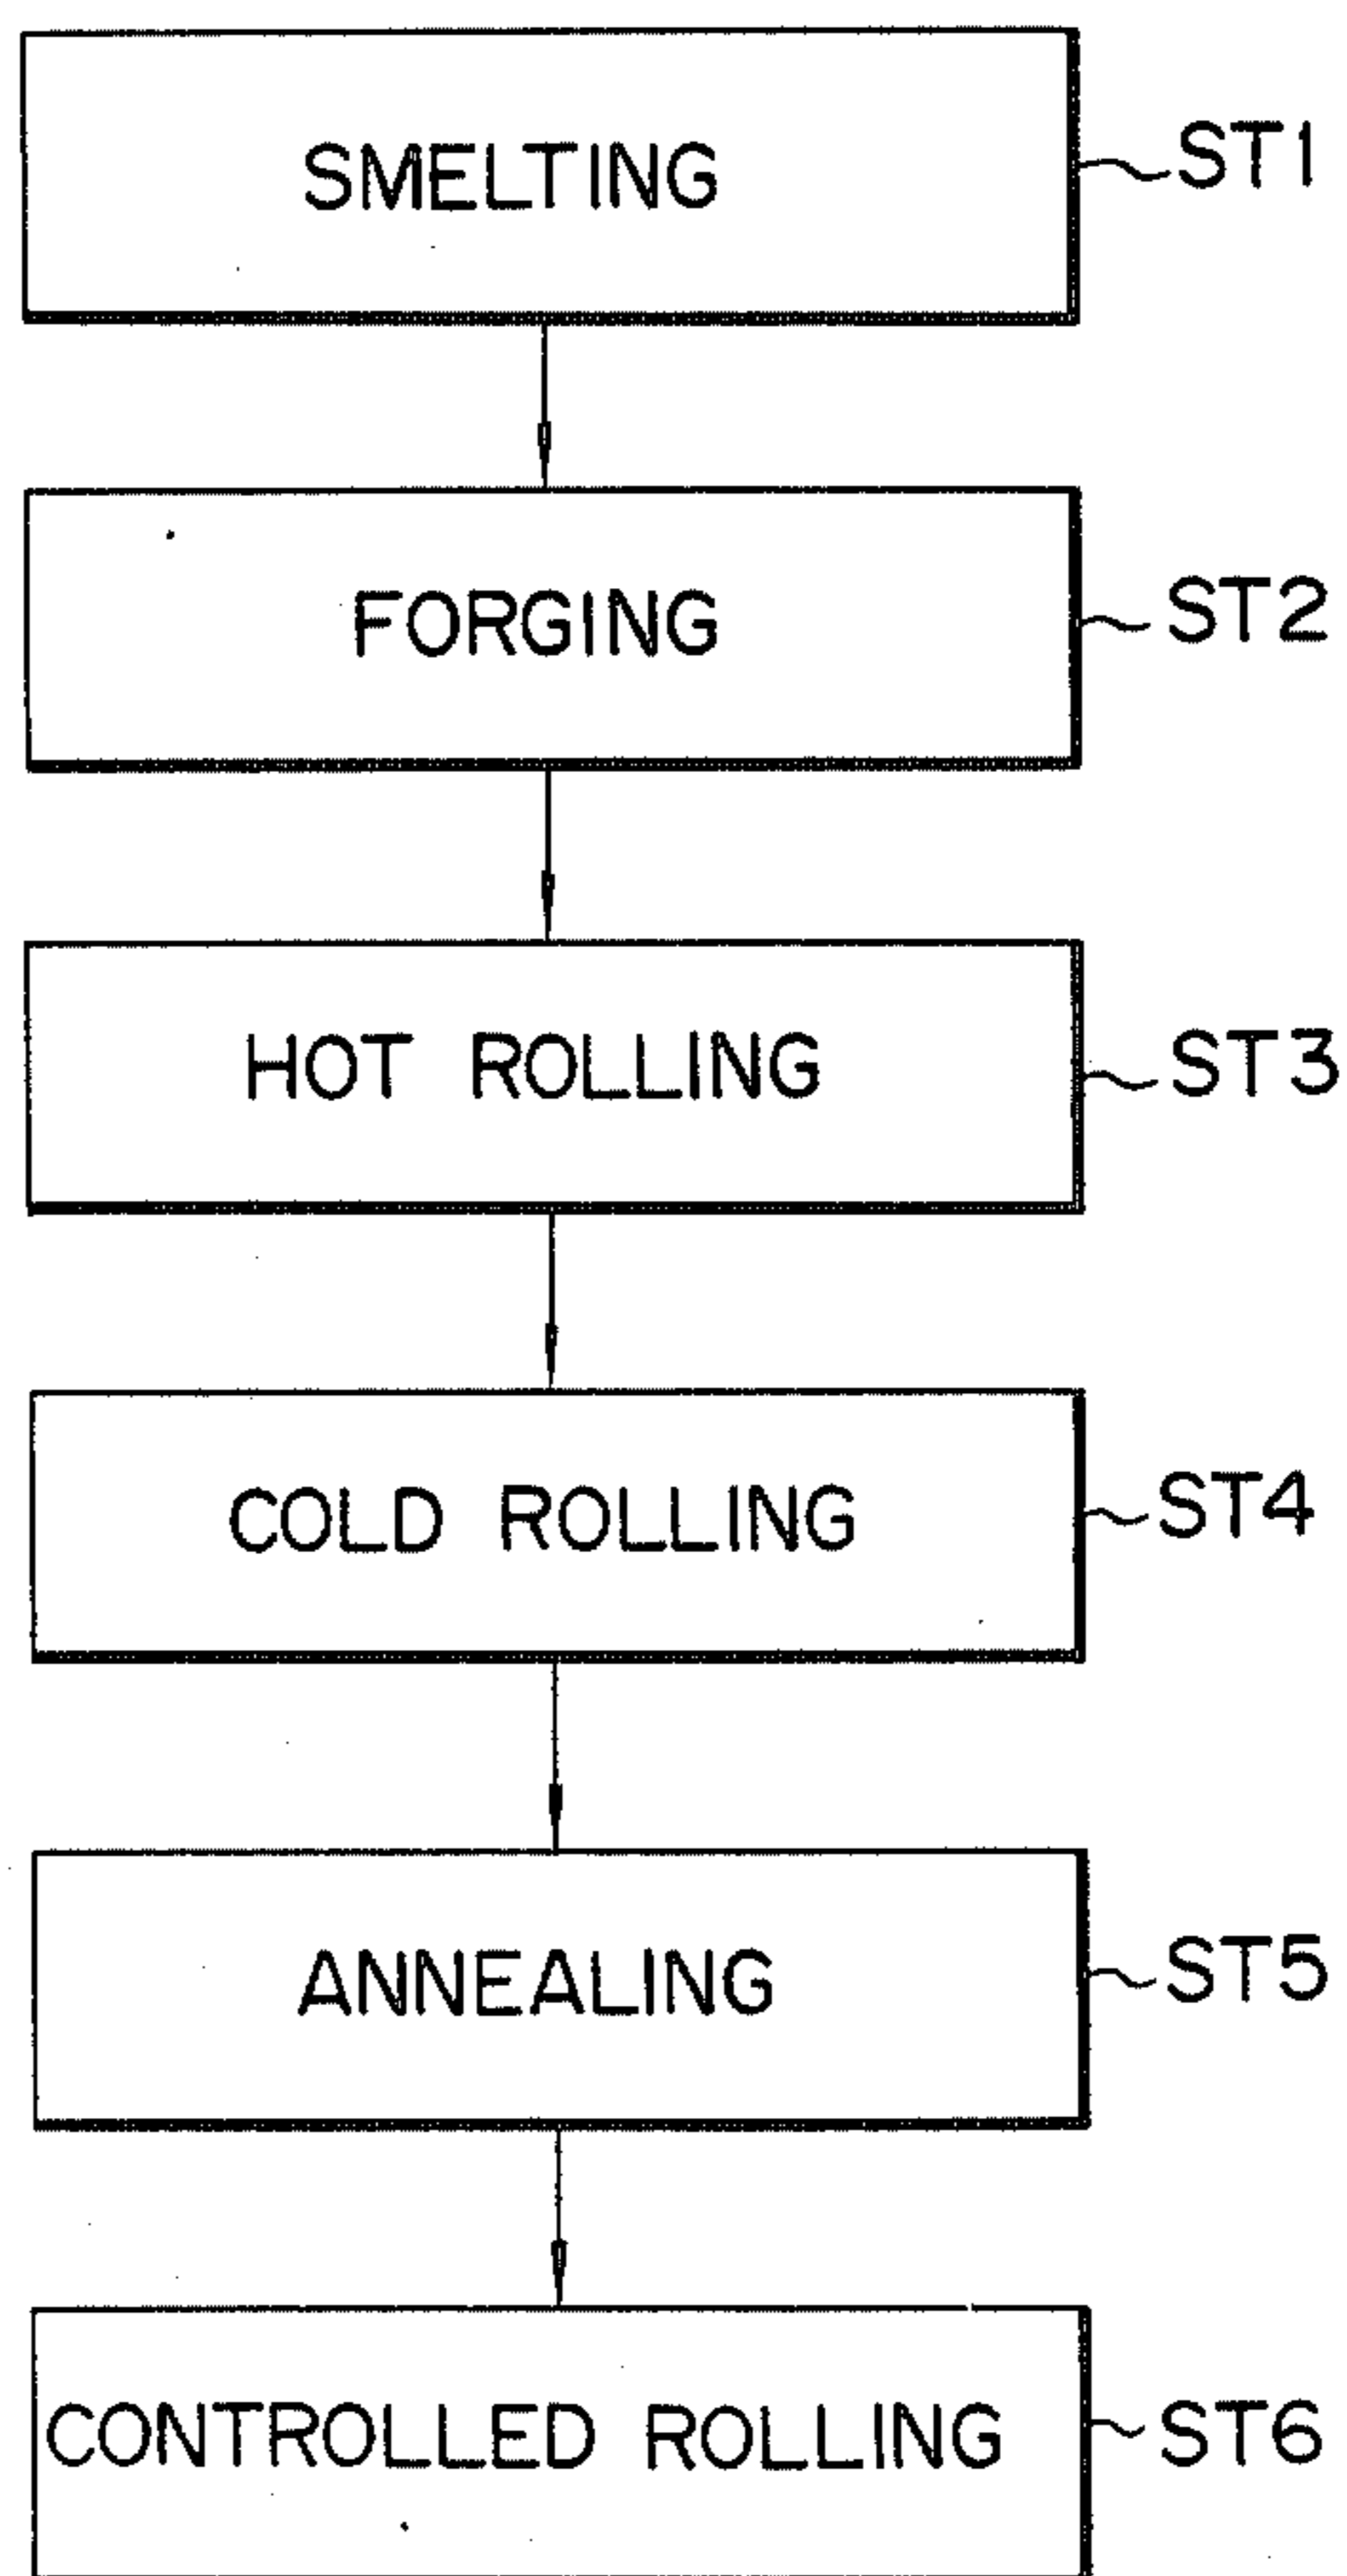 SMELTING ST1
FORGING ST2
HOT ROLLING ST3
COLD ROLLING ST4
ANNEALING ST5
CONTROLLED ROLLING ST6